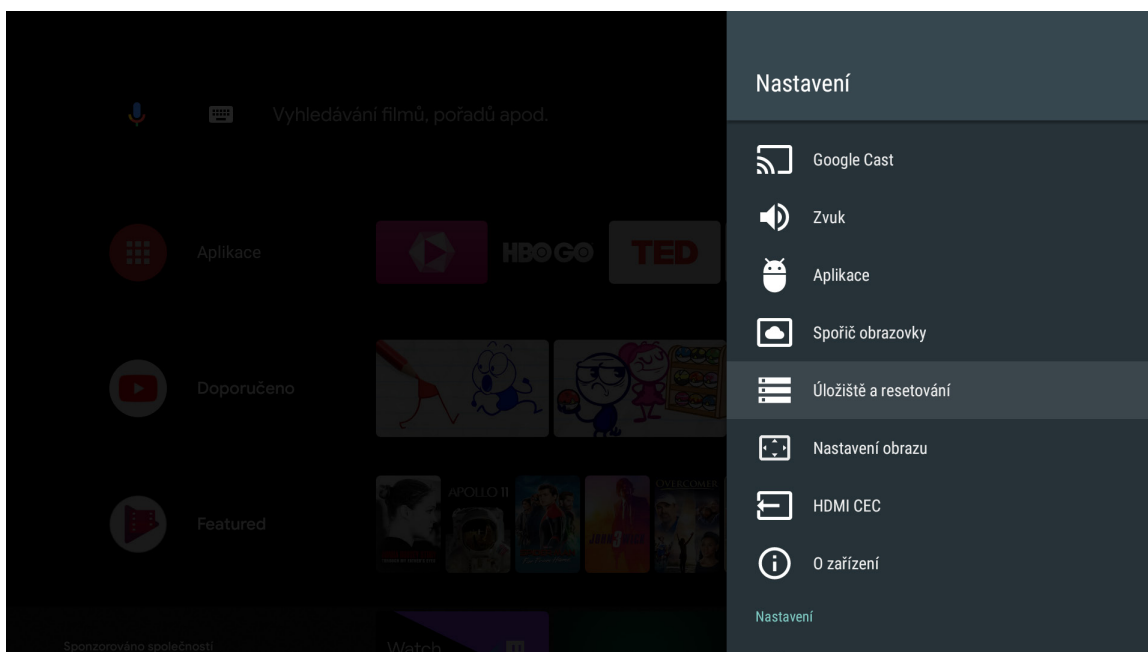 Vyhledávání filmů, pořadů apod.
Aplikace
HBO GO
TED
Doporučeno
Featured
APOLLO 11
OVERCOMER
Sponzorováno společností
Watch
Nastavení
Google Cast
Zvuk
Aplikace
Spořič obrazovky
Úložiště a resetování
Nastavení obrazu
HDMI CEC
O zařízení
Nastavení